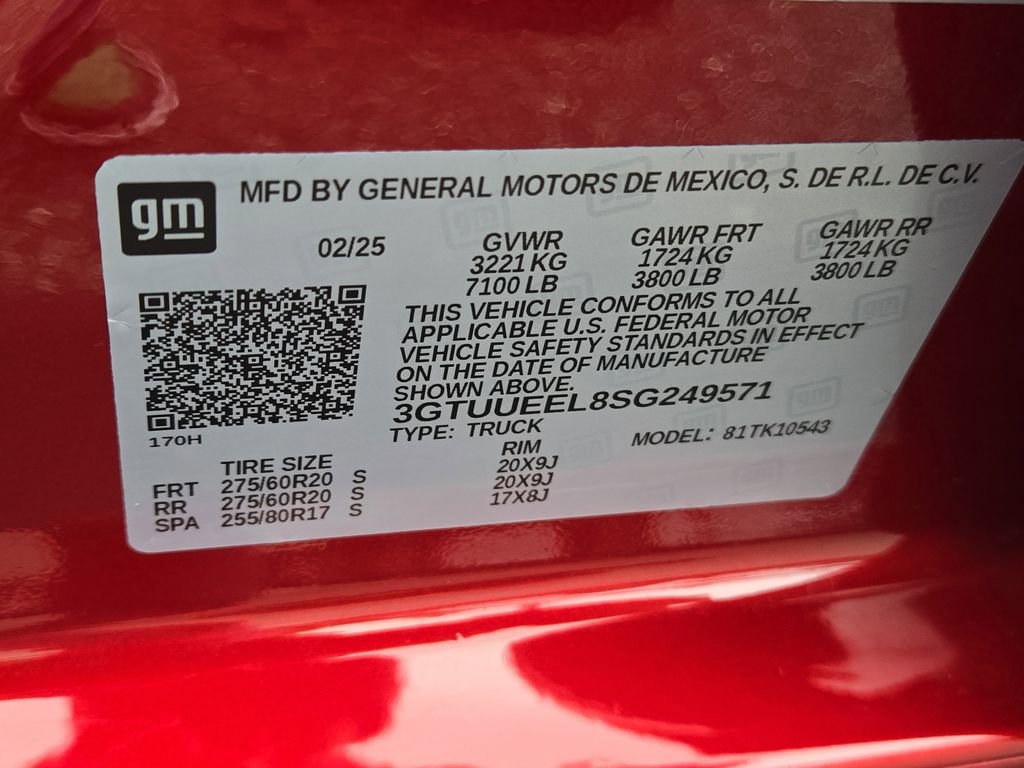 gm
MFD BY GENERAL MOTORS DE MEXICO, S. DE R.L. DE C.V.
02/25 GVWR GAWR FRT GAWR RR
3221 KG 1724 KG 1724 KG
7100 LB 3800 LB 3800 LB
THIS VEHICLE CONFORMS TO ALL
APPLICABLE U.S. FEDERAL MOTOR
VEHICLE SAFETY STANDARDS IN EFFECT
ON THE DATE OF MANUFACTURE
SHOWN ABOVE.
3GTUUEEL8SG249571
170H
TYPE: TRUCK MODEL: 81TK10543
TIRE SIZE RIM
FRT 275/60R20 S 20X9J
RR 275/60R20 S 20X9J
SPA 255/80R17 S 17X8J